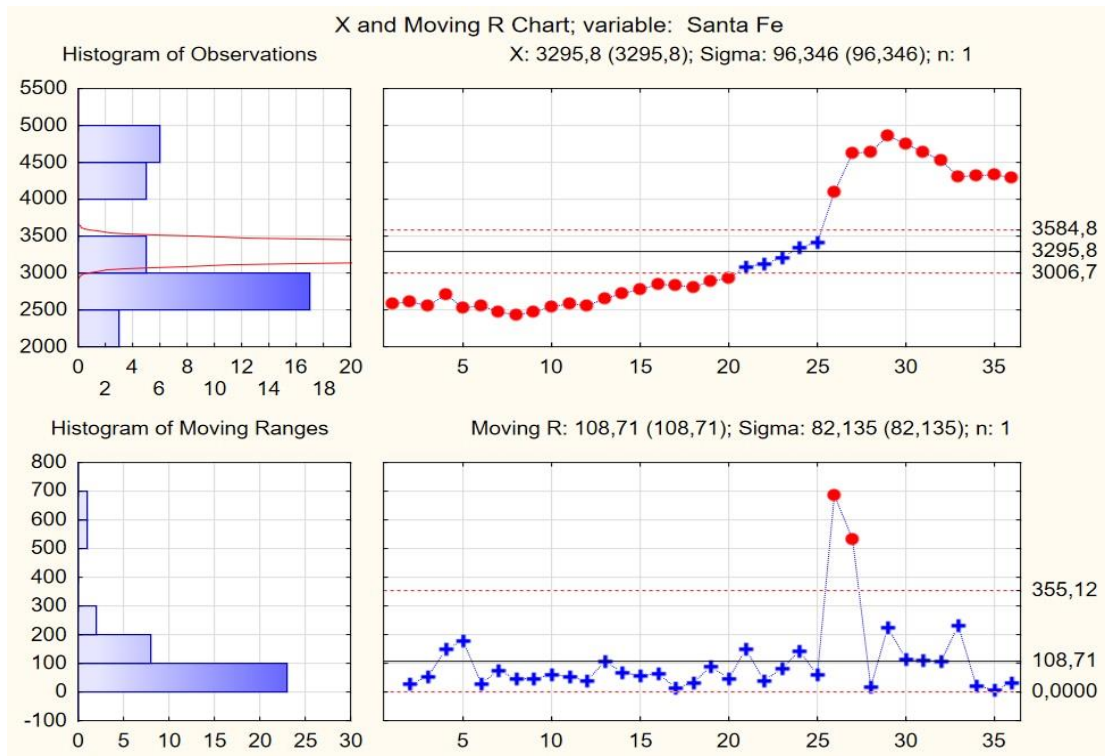 X and Moving R Chart; variable: Santa Fe
Histogram of Observations
X: 3295,8 (3295,8); Sigma: 96,346 (96,346); n: 1
5500
5000
4500
4000
3500
3000
2500
2000
0 4 8 12 16 20
2 6 10 14 18
3584,8
3295,8
3006,7
5 10 15 20 25 30 35
Histogram of Moving Ranges
Moving R: 108,71 (108,71); Sigma: 82,135 (82,135); n: 1
800
700
600
500
400
300
200
100
0
-100
0 5 10 15 20 25 30
355,12
108,71
0,0000
5 10 15 20 25 30 35